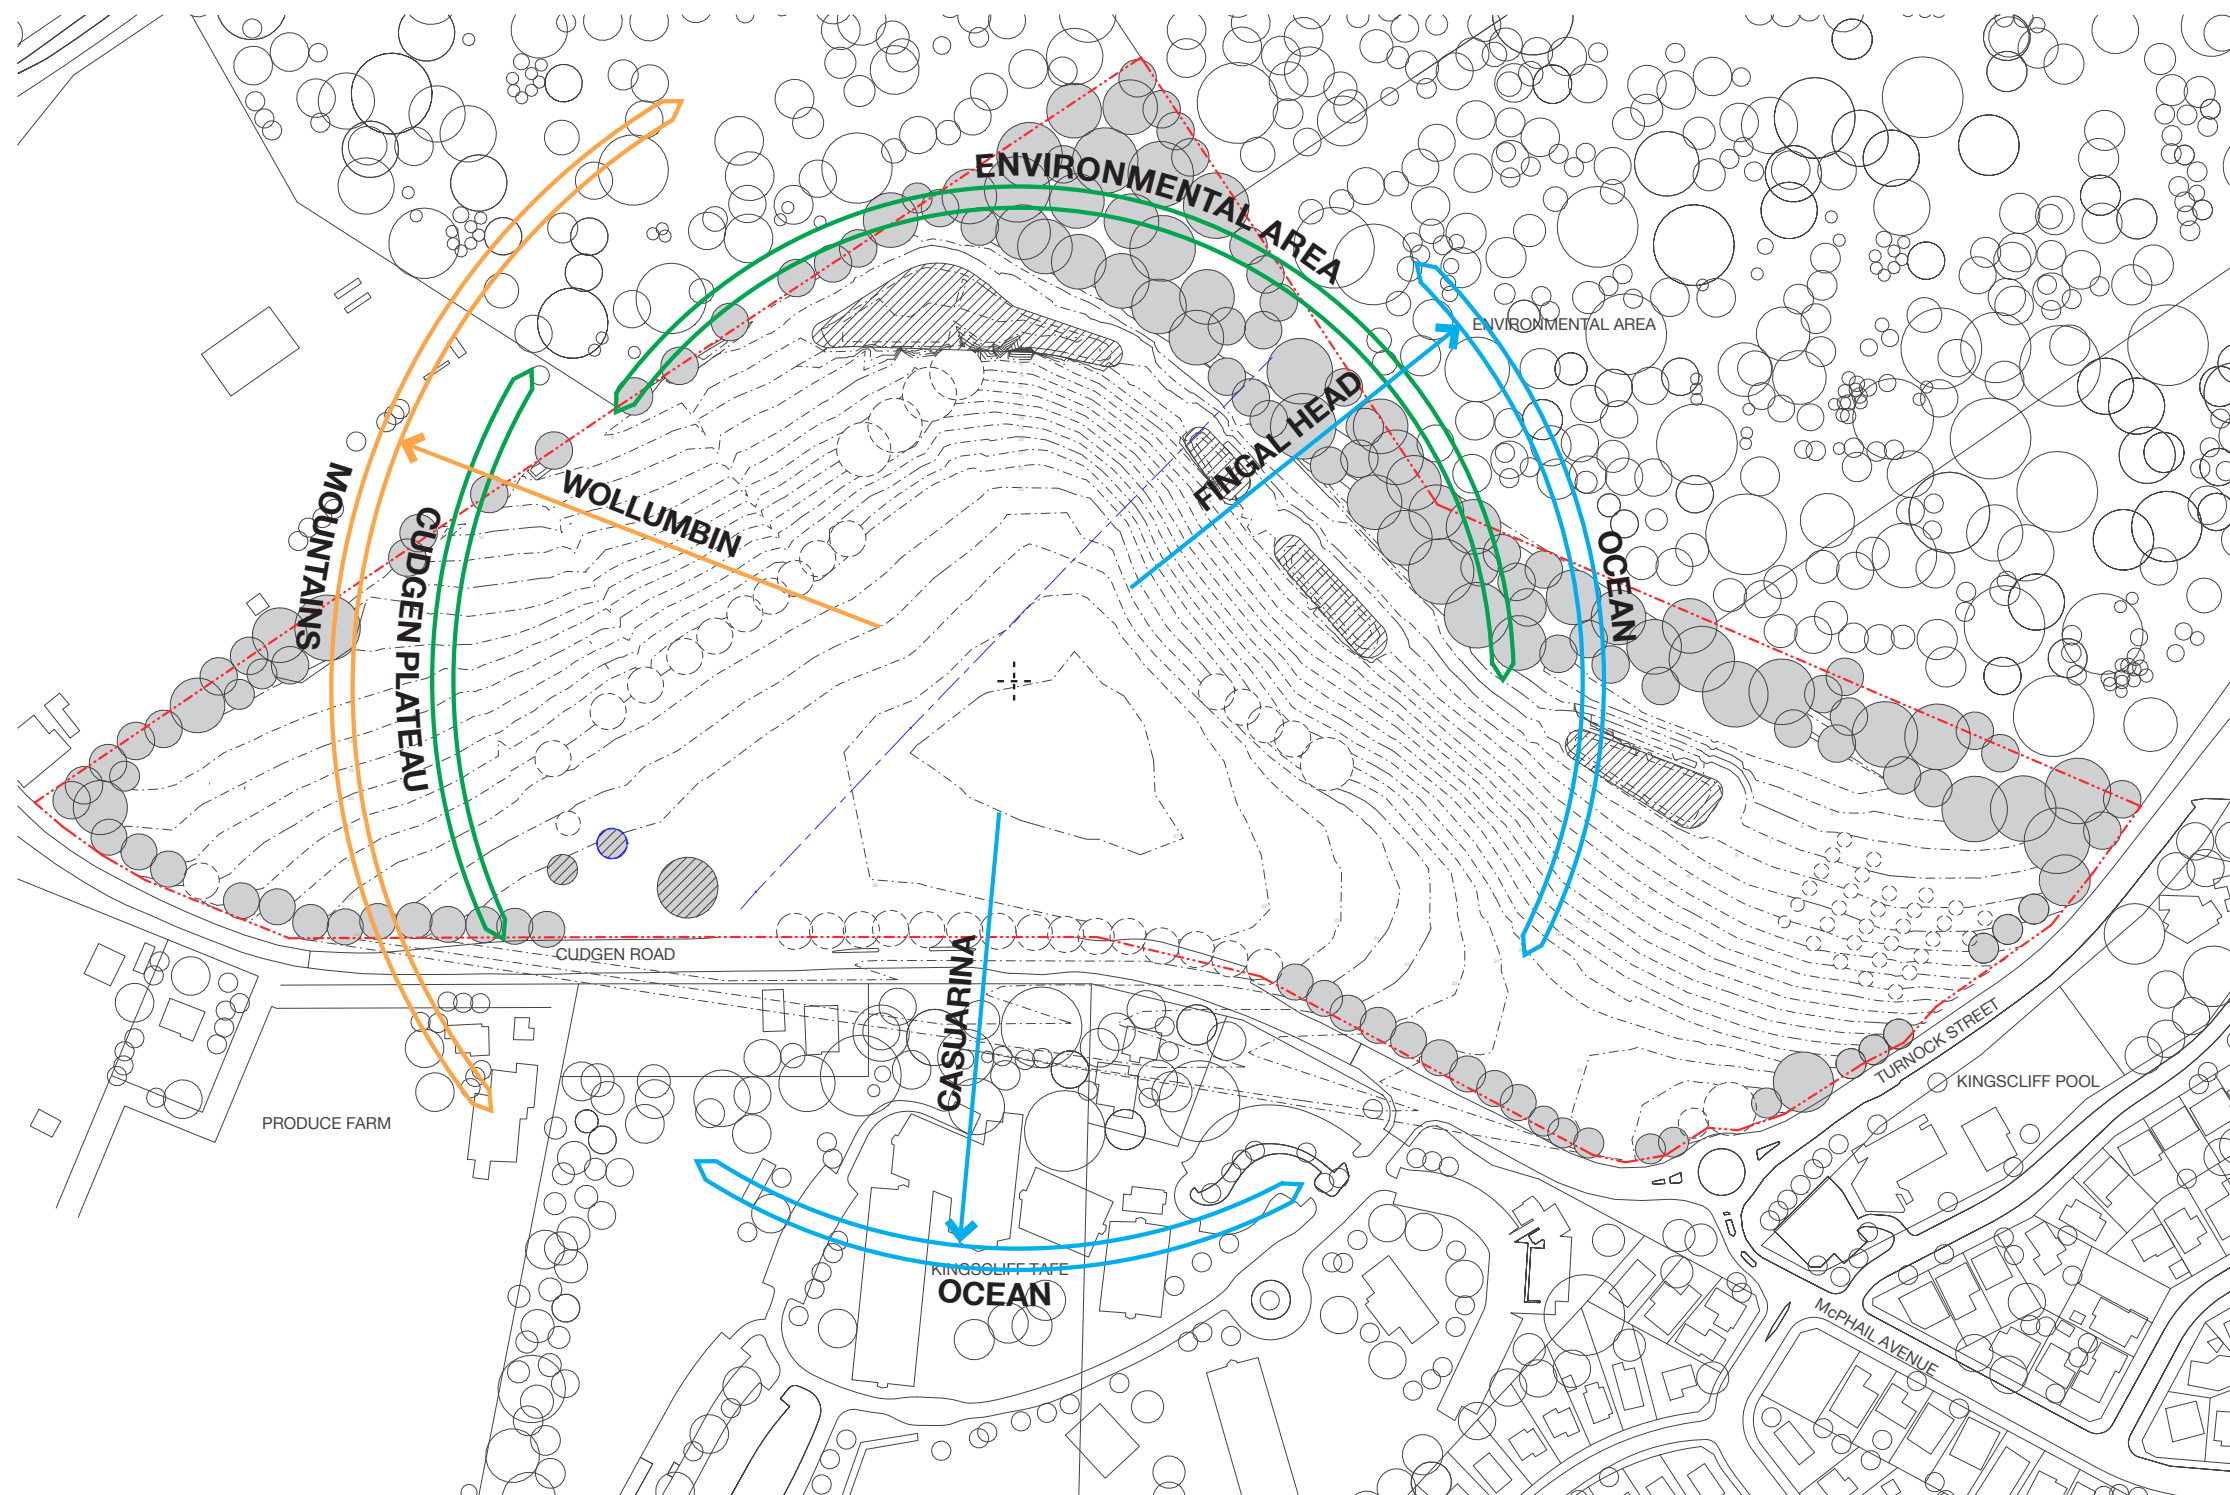 ENVIRONMENTAL AREA
ENVIRONMENTAL AREA
FINGAL HEAD
MOUNTAINS
WOLLUMBIN
CUDGEN PLATEAU
OCEAN
CUDGEN ROAD
CASUARINA
TURNOCK STREET
KINGSCLIFF POOL
PRODUCE FARM
KINGSCLIFF TAFE
OCEAN
McPHAIL AVENUE